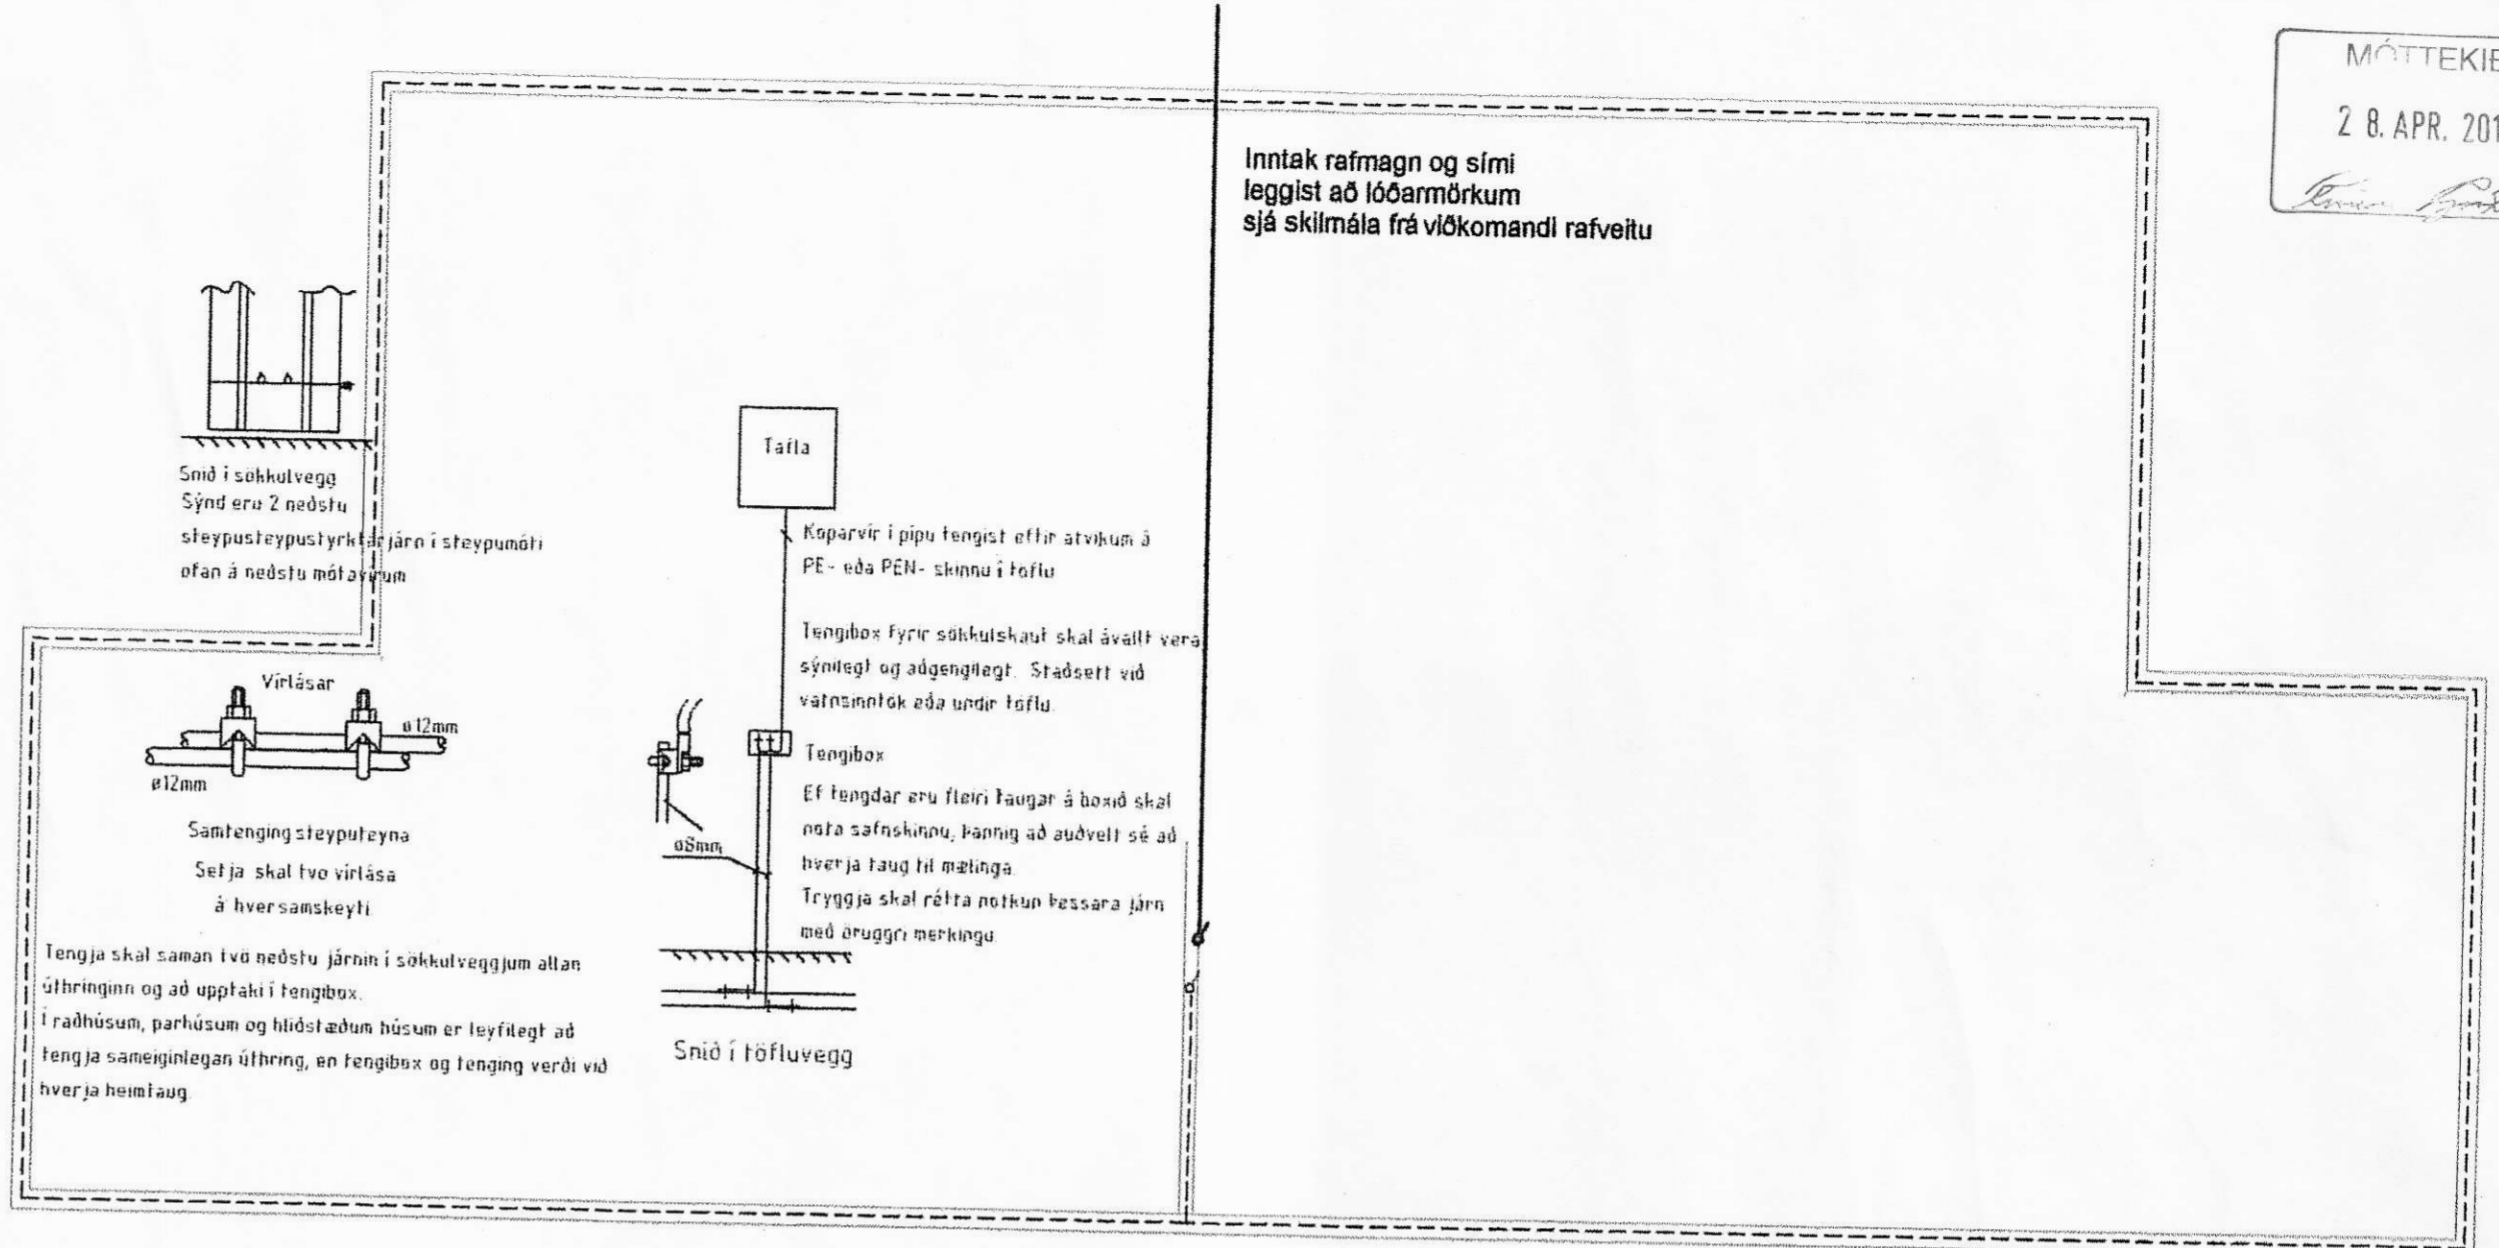 MÓTTEKIÐ
28. APR. 201
Inntak rafmagn og sími
leggist að lóðarmörkum
sjá skilmála frá viðkomandi rafveitu
Snið í sökkulvegg
Sýnd eru 2 neðstu
steypusteypustyrktarjárn í steypumóti
ofan á neðstu mótavírum
Tafla
Koparvír í pípu tengist eftir atvikum á
PE- eða PEN- skinnu í töflu
Tengibox fyrir sökkulskaut skal ávallt vera
sýnilegt og aðgengilegt. Staðsett við
vatnsinntök eða undir töflu.
Tengibox
Ef tengdar eru fleiri taugar á boxið skal
nota safnskinnu, þannig að auðvelt sé að
hverja taug til mælinga.
Tryggja skal rétta notkun þessara járn
með öruggri merkingu
ø8mm
Snið í töfluvegg
Vírlásar
ø12mm
ø12mm
Samtenging steyputeyna
Setja skal tvo vírlása
á hver samskeyti
Tengja skal saman tvö neðstu járnin í sökkulveggjum allan
úthringinn og að upptaki í tengibox.
Í raðhúsum, parhúsum og hliðstæðum húsum er leyfilegt að
tengja sameiginlegan úthring, en tengibox og tenging verði við
hverja heimtaug